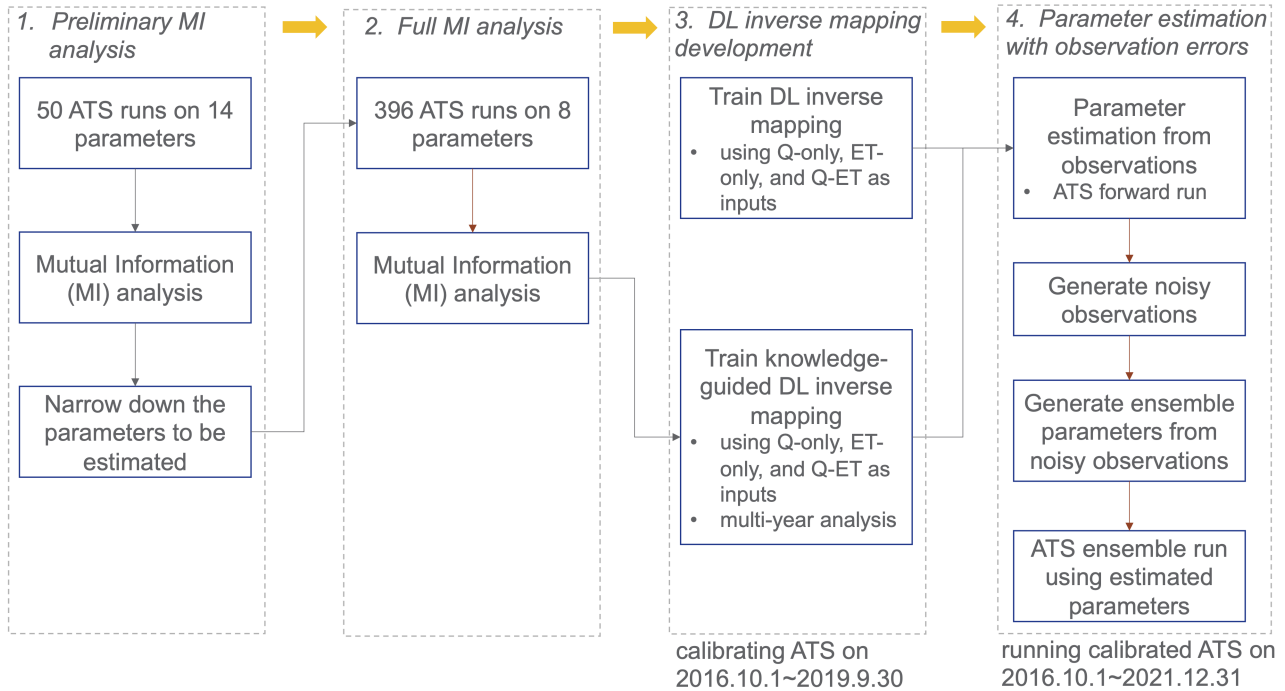 1. Preliminary MI
analysis
50 ATS runs on 14
parameters
Mutual Information
(MI) analysis
Narrow down the
parameters to be
estimated
2. Full MI analysis
396 ATS runs on 8
parameters
Mutual Information
(MI) analysis
3. DL inverse mapping
development
Train DL inverse
mapping
• using Q-only, ET-
only, and Q-ET as
inputs
Train knowledge-
guided DL inverse
mapping
• using Q-only, ET-
only, and Q-ET as
inputs
• multi-year analysis
calibrating ATS on
2016.10.1~2019.9.30
4. Parameter estimation
with observation errors
Parameter
estimation from
observations
• ATS forward run
Generate noisy
observations
Generate ensemble
parameters from
noisy observations
ATS ensemble run
using estimated
parameters
running calibrated ATS on
2016.10.1~2021.12.31